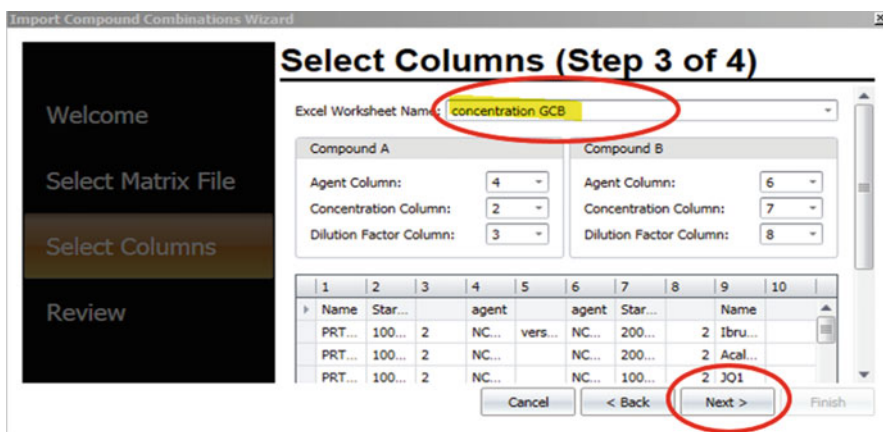 Import Compound Combinations Wizard
Select Columns (Step 3 of 4)
Welcome
Select Matrix File
Select Columns
Review
Excel Worksheet Name: concentration GCB
Compound A
Agent Column: 4
Concentration Column: 2
Dilution Factor Column: 3
Compound B
Agent Column: 6
Concentration Column: 7
Dilution Factor Column: 8
1 2 3 4 5 6 7 8 9 10
Name Star... agent agent Star... Name
PRT... 100... 2 NC... vers... NC... 200... 2 Ibru...
PRT... 100... 2 NC... NC... 200... 2 Acal...
PRT... 100... 2 NC... NC... 100... 2 JQ1
Cancel < Back Next > Finish